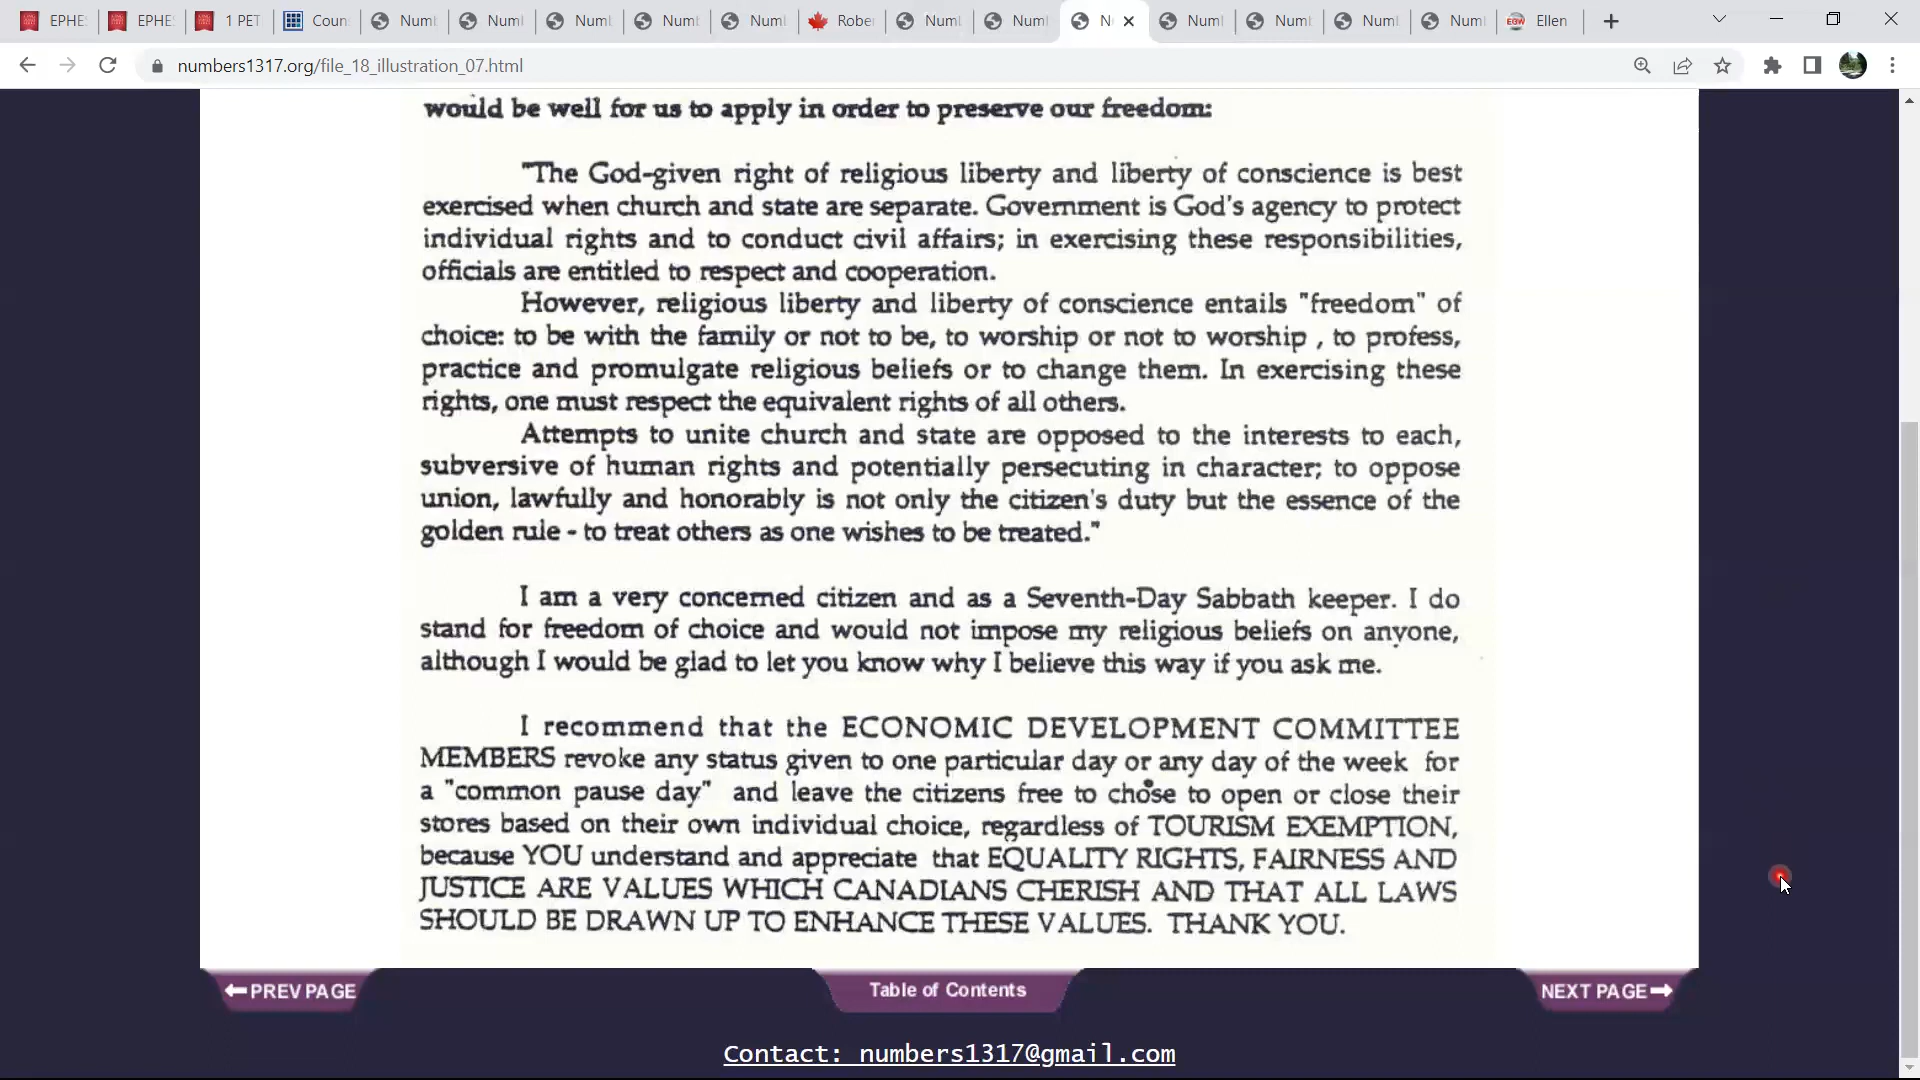 EPHES
EPHE
1 PET
Coun
Numb
Numb
Numb
Numb
Numb
Robe
Numb
Numb
N
Numb
Numb
Numb
Numb
Ellen
numbers1317.org/file_18_illustration_07.html
would be well for us to apply in order to preserve our freedom:
"The God-given right of religious liberty and liberty of conscience is best
exercised when church and state are separate. Government is God's agency to protect
individual rights and to conduct civil affairs; in exercising these responsibilities,
officials are entitled to respect and cooperation.
However, religious liberty and liberty of conscience entails "freedom" of
choice: to be with the family or not to be, to worship or not to worship , to profess,
practice and promulgate religious beliefs or to change them. In exercising these
rights, one must respect the equivalent rights of all others.
Attempts to unite church and state are opposed to the interests to each,
subversive of human rights and potentially persecuting in character; to oppose
union, lawfully and honorably is not only the citizen's duty but the essence of the
golden rule - to treat others as one wishes to be treated."
I am a very concerned citizen and as a Seventh-Day Sabbath keeper. I do
stand for freedom of choice and would not impose my religious beliefs on anyone,
although I would be glad to let you know why I believe this way if you ask me.
I recommend that the ECONOMIC DEVELOPMENT COMMITTEE
MEMBERS revoke any status given to one particular day or any day of the week for
a "common pause day" and leave the citizens free to chose to open or close their
stores based on their own individual choice, regardless of TOURISM EXEMPTION,
because YOU understand and appreciate that EQUALITY RIGHTS, FAIRNESS AND
JUSTICE ARE VALUES WHICH CANADIANS CHERISH AND THAT ALL LAWS
SHOULD BE DRAWN UP TO ENHANCE THESE VALUES. THANK YOU.
PREV PAGE
Table of Contents
NEXT PAGE
Contact: numbers1317@gmail.com